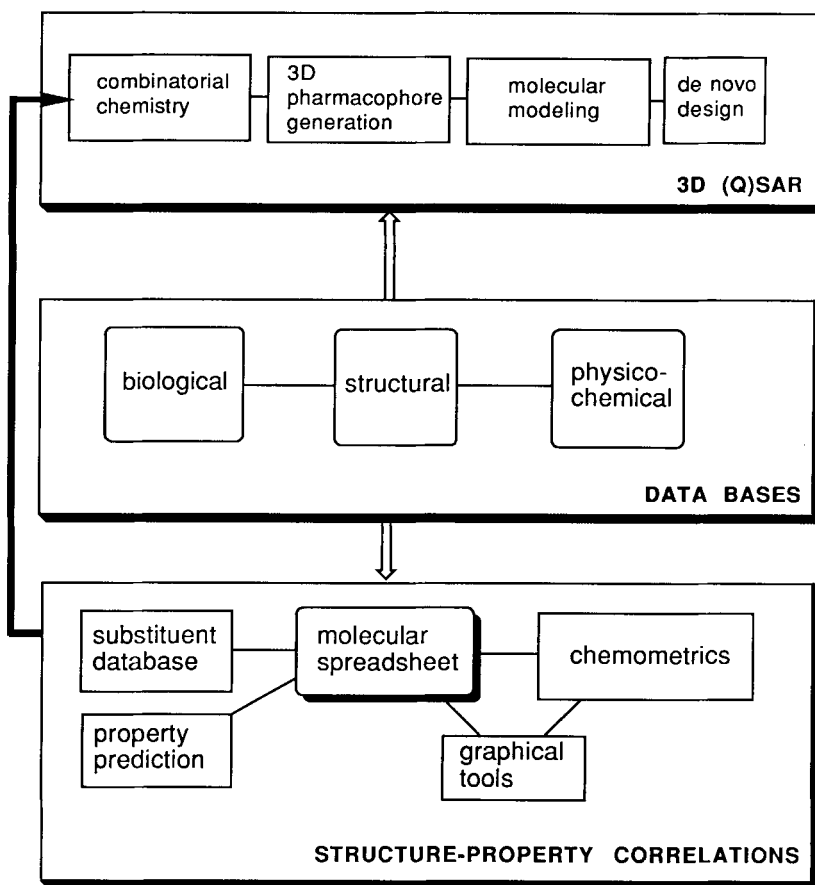 combinatorial
chemistry
3D
pharmacophore
generation
molecular
modeling
de novo
design
3D (Q)SAR
biological
structural
physico-
chemical
DATA BASES
substituent
database
molecular
spreadsheet
chemometrics
property
prediction
graphical
tools
STRUCTURE-PROPERTY CORRELATIONS